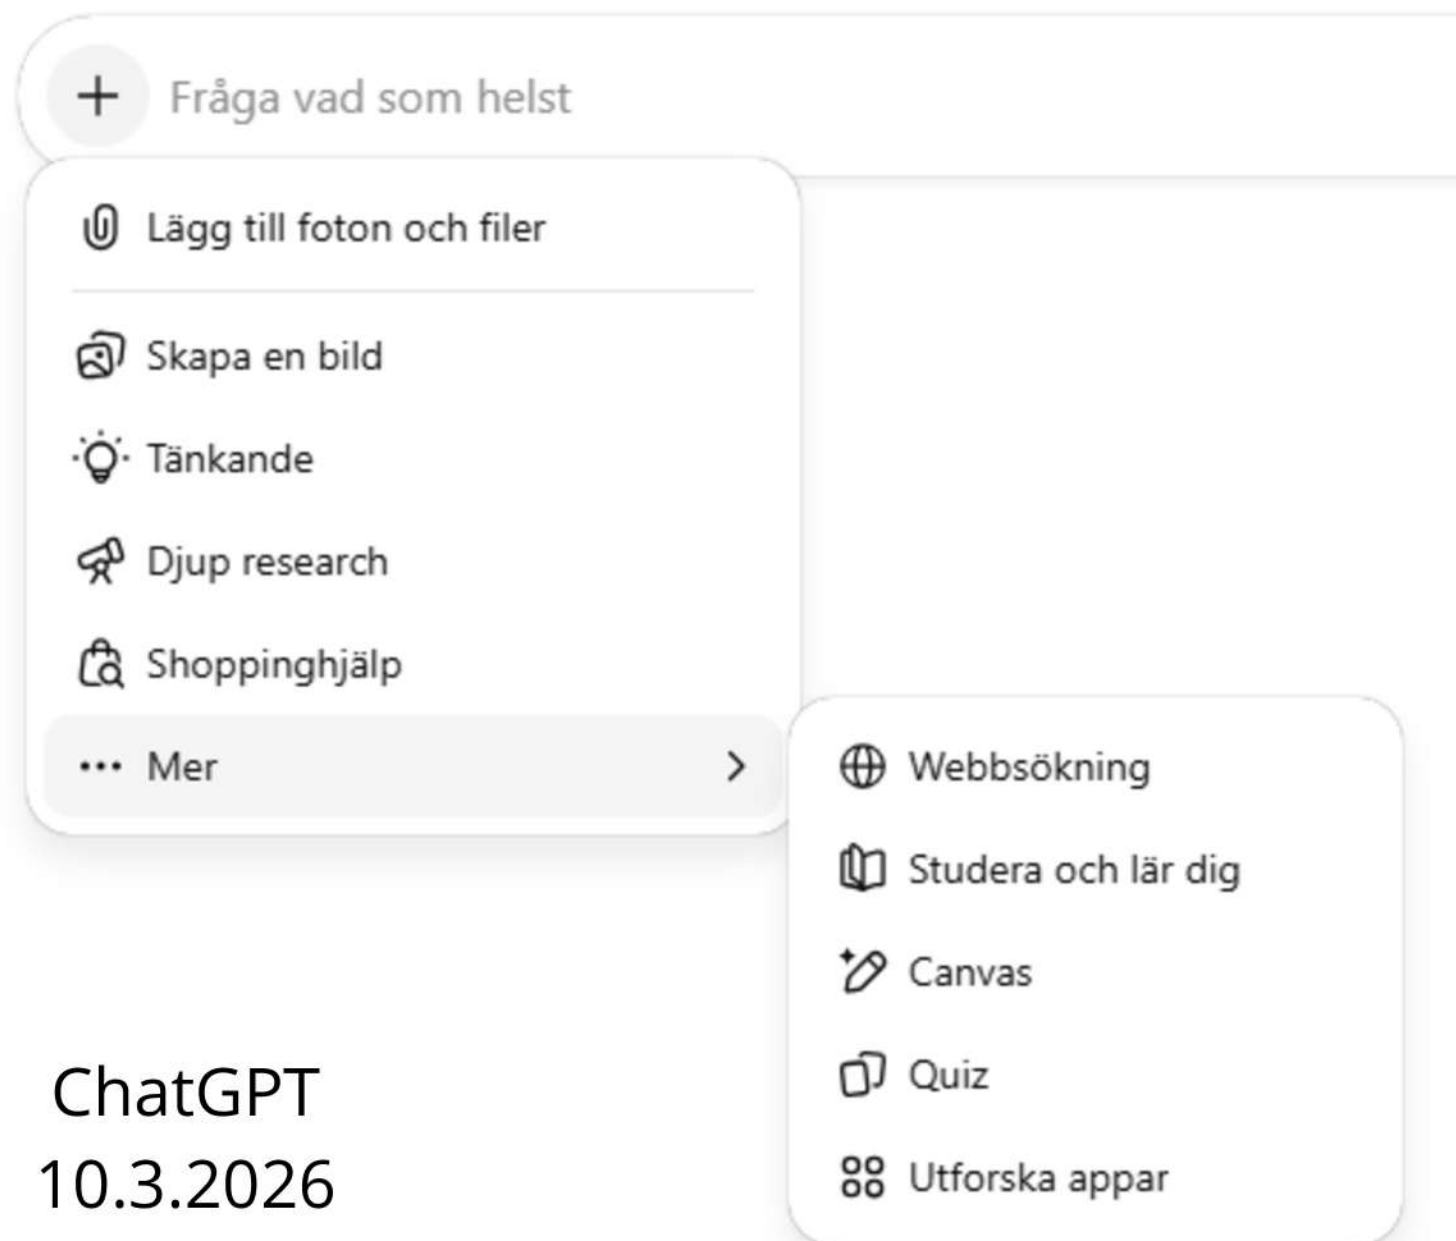 Fråga vad som helst
Lägg till foton och filer
Skapa en bild
Tänkande
Djup research
Shoppinghjälp
Mer
Webbsökning
Studera och lär dig
Canvas
Quiz
Utforska appar
ChatGPT
10.3.2026